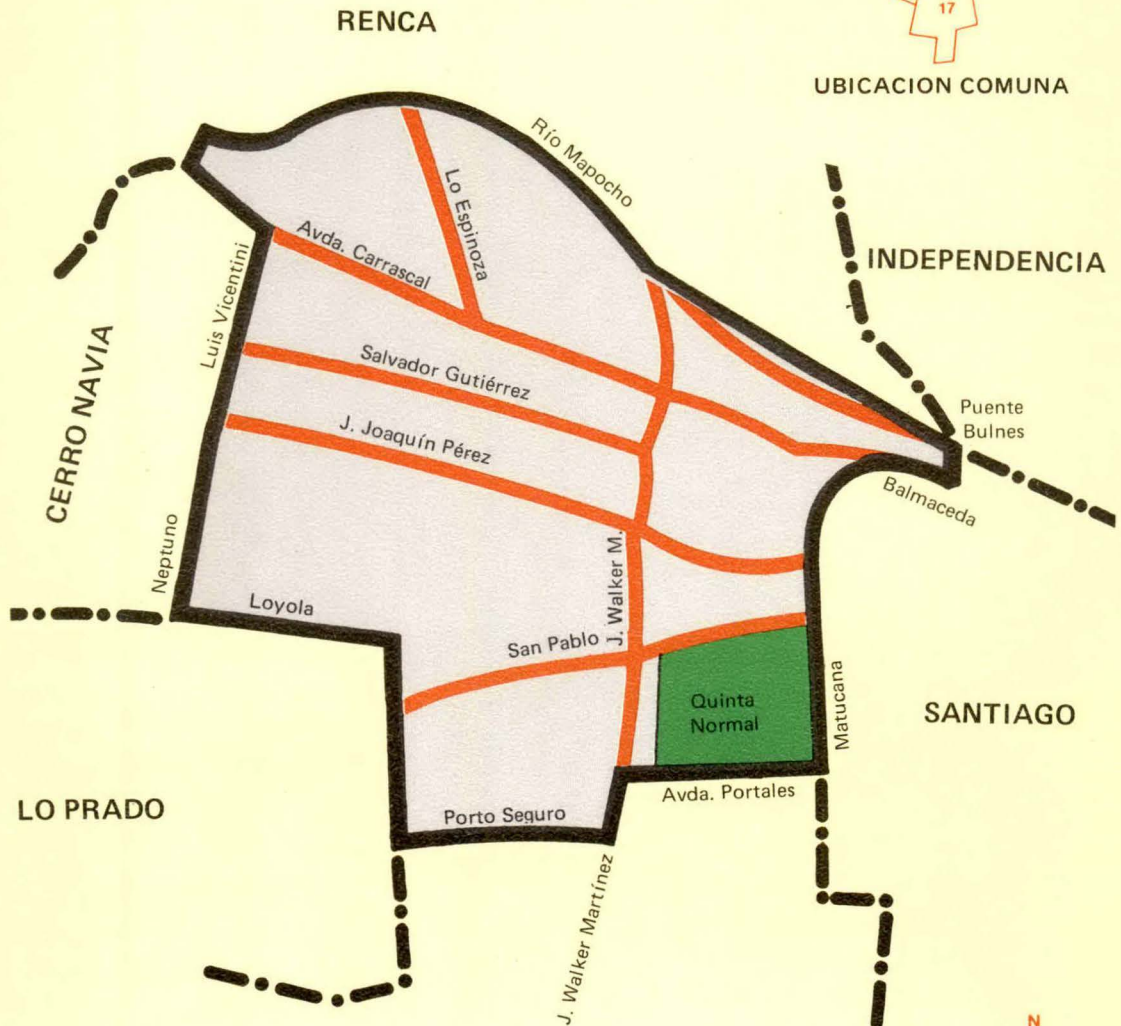 17
RENCA
UBICACION COMUNA
Río Mapocho
Lo Espinoza
Avda. Carrascal
INDEPENDENCIA
Luis Vicentini
CERRO NAVIA
Salvador Gutiérrez
Puente
Bulnes
J. Joaquín Pérez
Balmaceda
Neptuno
J. Walker M.
Loyola
San Pablo
Quinta
Normal
Matucana
SANTIAGO
Avda. Portales
LO PRADO
Porto Seguro
J. Walker Martínez
N